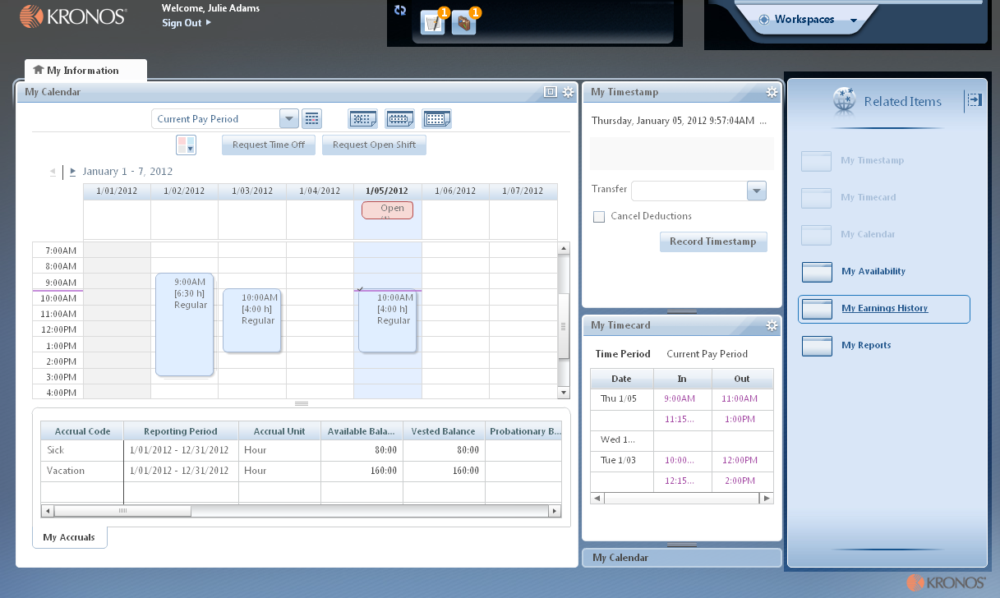 KRONOS
Welcome, Julie Adams
Sign Out
1
1
Workspaces
My Information
My Calendar
Current Pay Period
Request Time Off
Request Open Shift
January 1 - 7, 2012
1/01/2012 1/02/2012 1/03/2012 1/04/2012 1/05/2012 1/06/2012 1/07/2012
Open
7:00AM
8:00AM
9:00AM
10:00AM
11:00AM
12:00PM
1:00PM
2:00PM
3:00PM
4:00PM
9:00AM
[6:30 h]
Regular
10:00AM
[4:00 h]
Regular
10:00AM
[4:00 h]
Regular
Accrual Code Reporting Period Accrual Unit Available Bala... Vested Balance Probationary B...
Sick 1/01/2012 - 12/31/2012 Hour 80:00 80:00
Vacation 1/01/2012 - 12/31/2012 Hour 160:00 160:00
My Accruals
My Timestamp
Thursday, January 05, 2012 9:57:04AM ...
Transfer
Cancel Deductions
Record Timestamp
My Timecard
Time Period Current Pay Period
Date In Out
Thu 1/05 9:00AM 11:00AM
11:15... 1:00PM
Wed 1...
Tue 1/03 10:00... 12:00PM
12:15... 2:00PM
My Calendar
Related Items
My Timestamp
My Timecard
My Calendar
My Availability
My Earnings History
My Reports
KRONOS